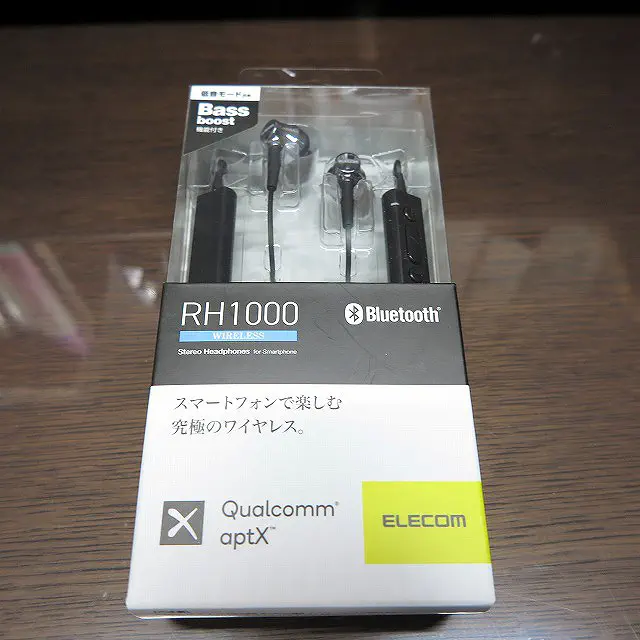 低音モード
Bass
boost
機能付き
RH1000
WIRELESS
Stereo Headphones for Smartphone
Bluetooth®
スマートフォンで楽しむ
究極のワイヤレス。
Qualcomm®
aptX™
ELECOM